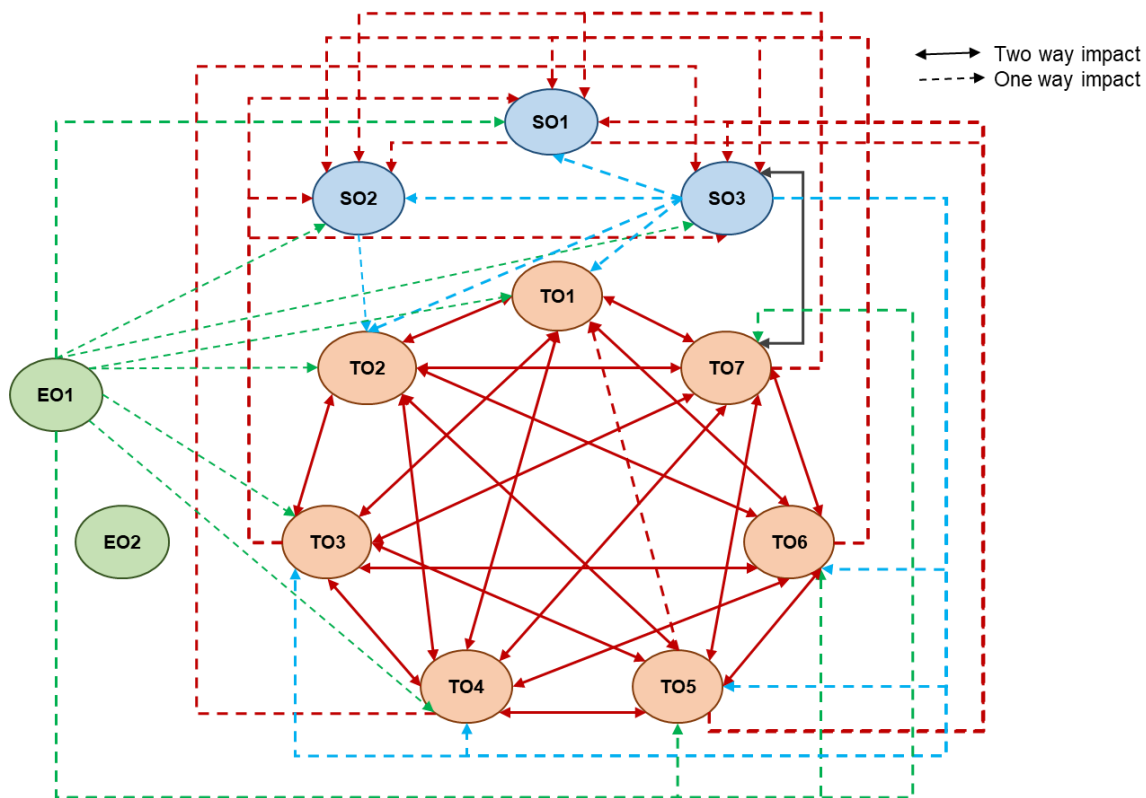 Two way impact
One way impact
SO1
SO2
SO3
TO1
TO2
TO7
EO1
EO2
TO3
TO6
TO4
TO5